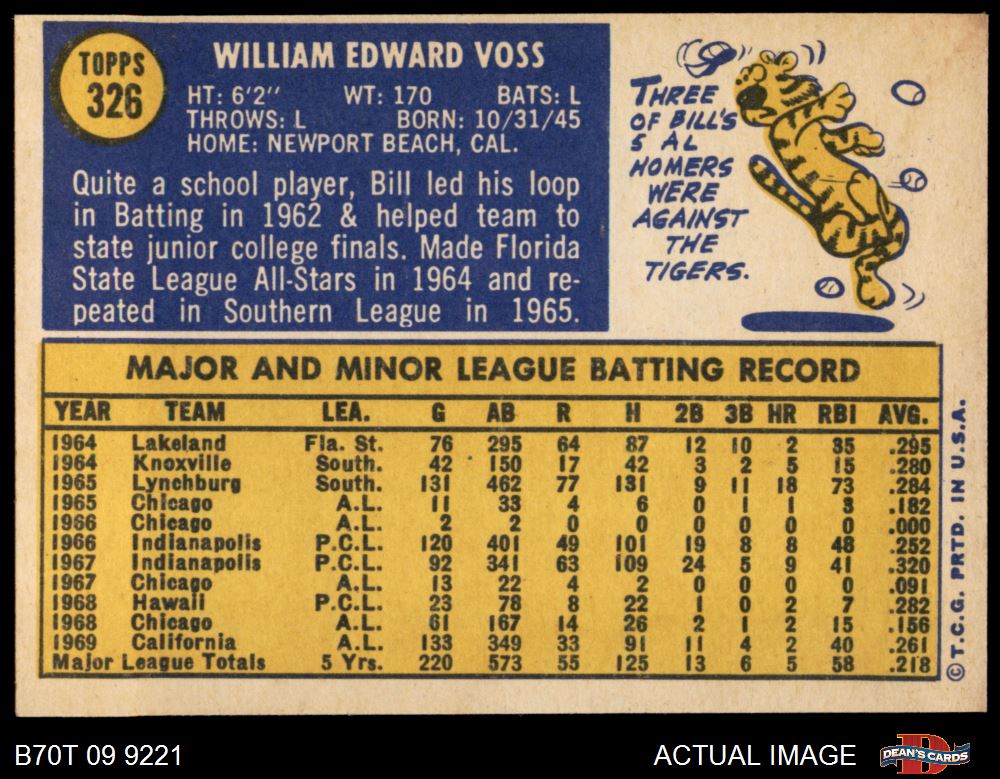 TOPPS
326
WILLIAM EDWARD VOSS
HT: 6'2'' WT: 170 BATS: L
THROWS: L BORN: 10/31/45
HOME: NEWPORT BEACH, CAL.
Quite a school player, Bill led his loop
in Batting in 1962 & helped team to
state junior college finals. Made Florida
State League All-Stars in 1964 and re-
peated in Southern League in 1965.
THREE
OF BILL'S
5 AL
HOMERS
WERE
AGAINST
THE
TIGERS.
MAJOR AND MINOR LEAGUE BATTING RECORD
YEAR TEAM LEA. G AB R H 2B 3B HR RBI AVG.
1964 Lakeland Fla. St. 76 295 64 87 12 10 2 35 .295
1964 Knoxville South. 42 150 17 42 3 2 5 15 .280
1965 Lynchburg South. 131 462 77 131 9 11 18 73 .284
1965 Chicago A.L. 11 33 4 6 0 1 1 3 .182
1966 Chicago A.L. 2 2 0 0 0 0 0 0 .000
1966 Indianapolis P.C.L. 120 401 49 101 19 8 8 48 .252
1967 Indianapolis P.C.L. 92 341 63 109 24 5 9 41 .320
1967 Chicago A.L. 13 22 4 2 0 0 0 0 .091
1968 Hawaii P.C.L. 23 78 8 22 1 0 2 7 .282
1968 Chicago A.L. 61 167 14 26 2 1 2 15 .156
1969 California A.L. 133 349 33 91 11 4 2 40 .261
Major League Totals 5 Yrs. 220 573 55 125 13 6 5 58 .218
© T.C.G. PRTD. IN U.S.A.
B70T 09 9221
ACTUAL IMAGE
DEAN'S CARDS